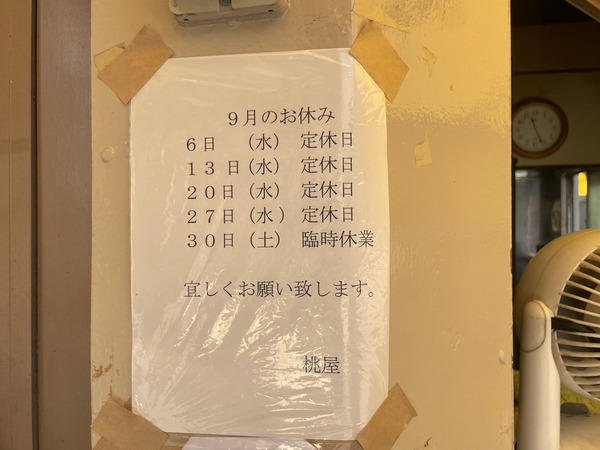 ９月のお休み
６日　（水）　定休日
１３日（水）　定休日
２０日（水）　定休日
２７日（水）　定休日
３０日（土）　臨時休業
宜しくお願い致します。
桃屋